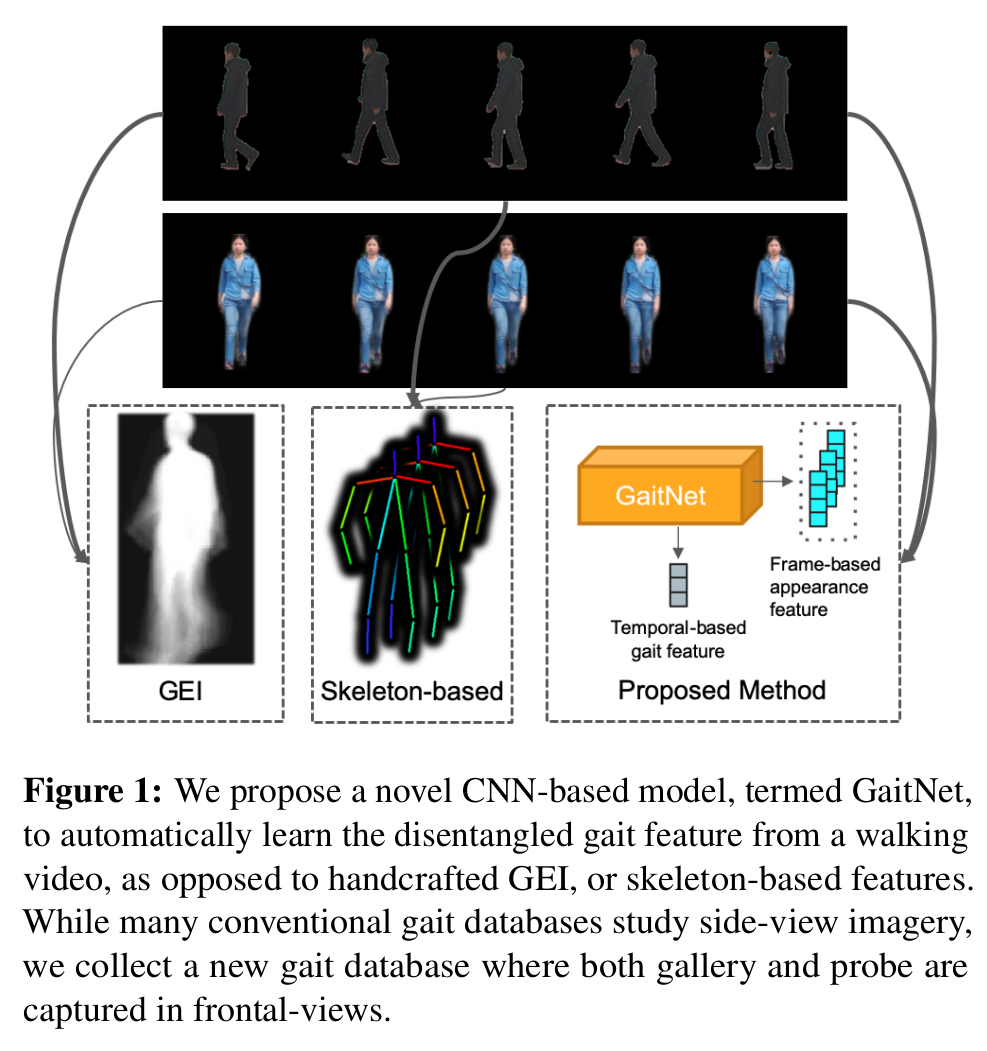 GaitNet
Frame-based
appearance
feature
Temporal-based
gait feature
GEI
Skeleton-based
Proposed Method
Figure 1: We propose a novel CNN-based model, termed GaitNet,
to automatically learn the disentangled gait feature from a walking
video, as opposed to handcrafted GEI, or skeleton-based features.
While many conventional gait databases study side-view imagery,
we collect a new gait database where both gallery and probe are
captured in frontal-views.